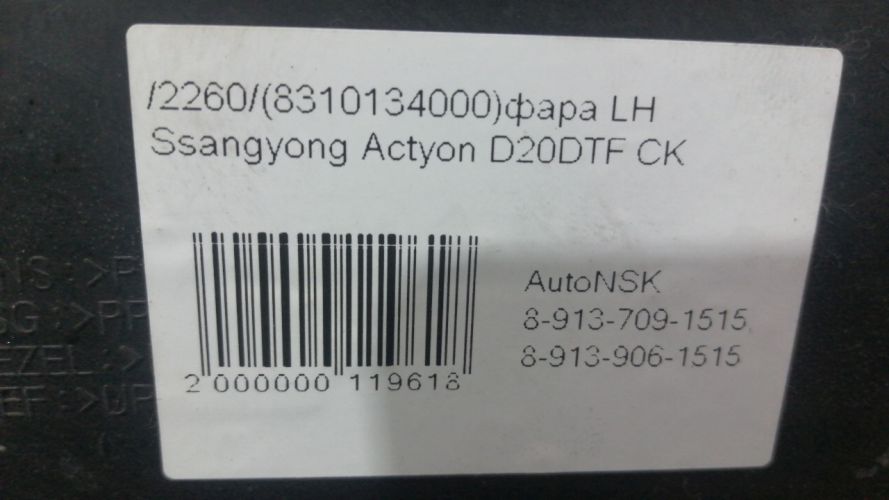 /2260/(8310134000)фара LH
Ssangyong Actyon D20DTF CK
AutoNSK
8-913-709-1515,
8-913-906-1515
2 000000 119618